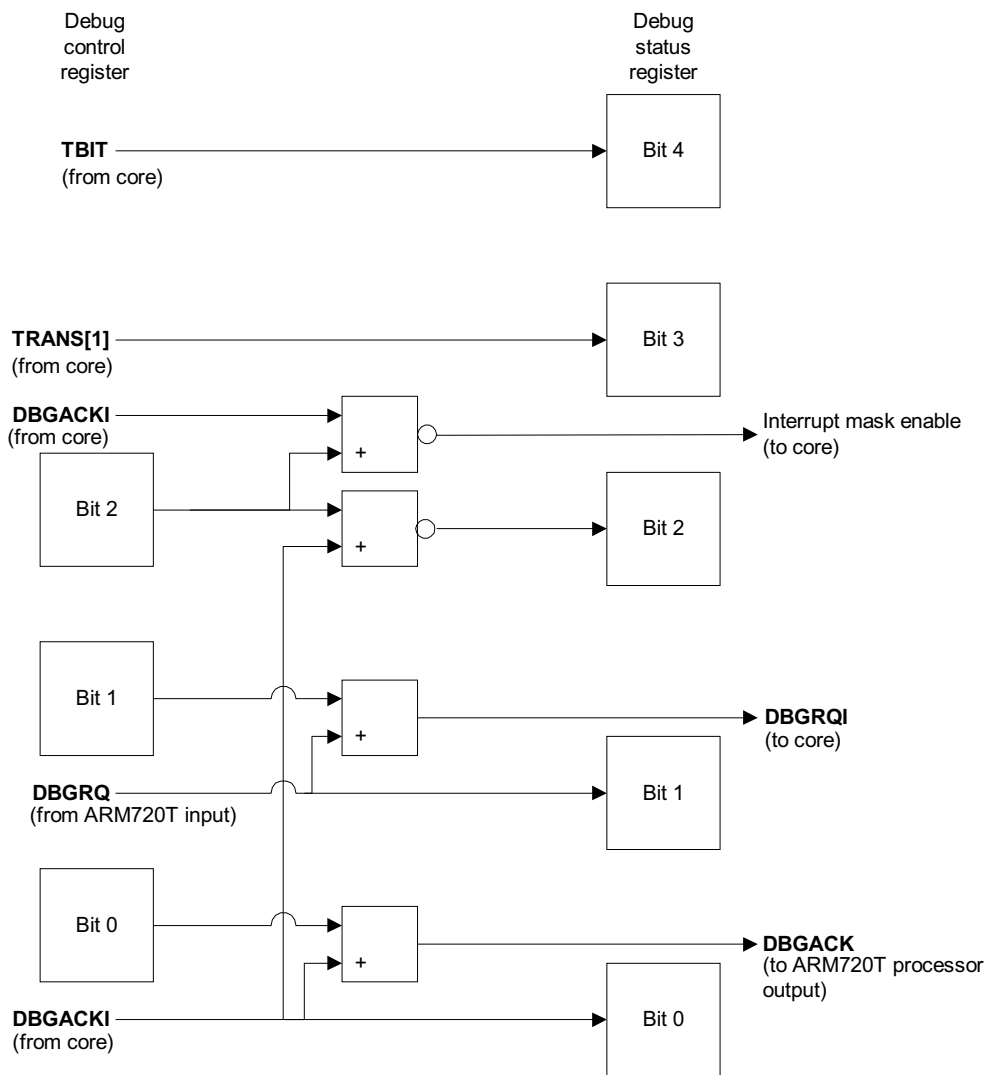 Debug
control
register
Debug
status
register
TBIT
(from core)
Bit 4
TRANS[1]
(from core)
Bit 3
DBGACKI
(from core)
+
Interrupt mask enable
(to core)
Bit 2
+
Bit 2
Bit 1
+
DBGRQI
(to core)
DBGRQ
(from ARM720T input)
Bit 1
Bit 0
+
DBGACK
(to ARM720T processor
output)
DBGACKI
(from core)
Bit 0